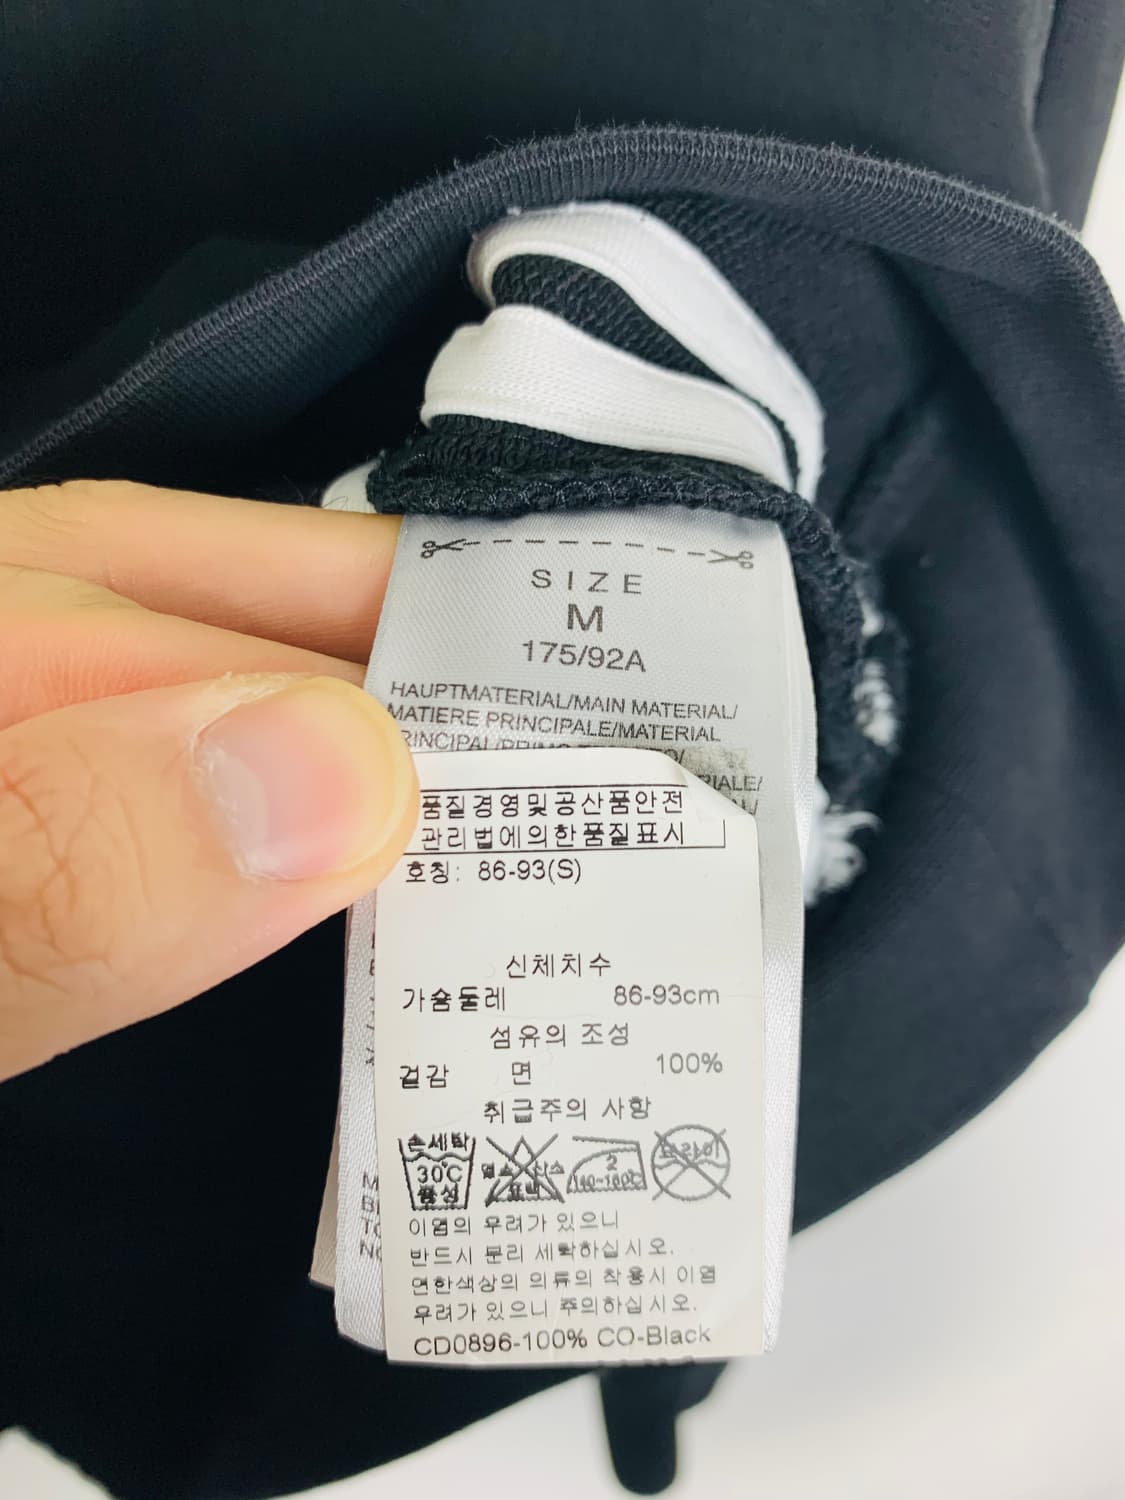 SIZE
M
175/92A
HAUPTMATERIAL/MAIN MATERIAL/
MATIERE PRINCIPALE/MATERIAL
품질경영및공산품안전
관리법에의한품질표시
호칭: 86-93(S)
신체치수
가슴둘레 86-93cm
섬유의 조성
겉감 면 100%
취급주의 사항
손세탁
30℃
중성
2
140~160℃
이염의 우려가 있으니
반드시 분리 세탁하십시오.
연한색상의 의류의 착용시 이염
우려가 있으니 주의하십시오.
CD0896-100% CO-Black